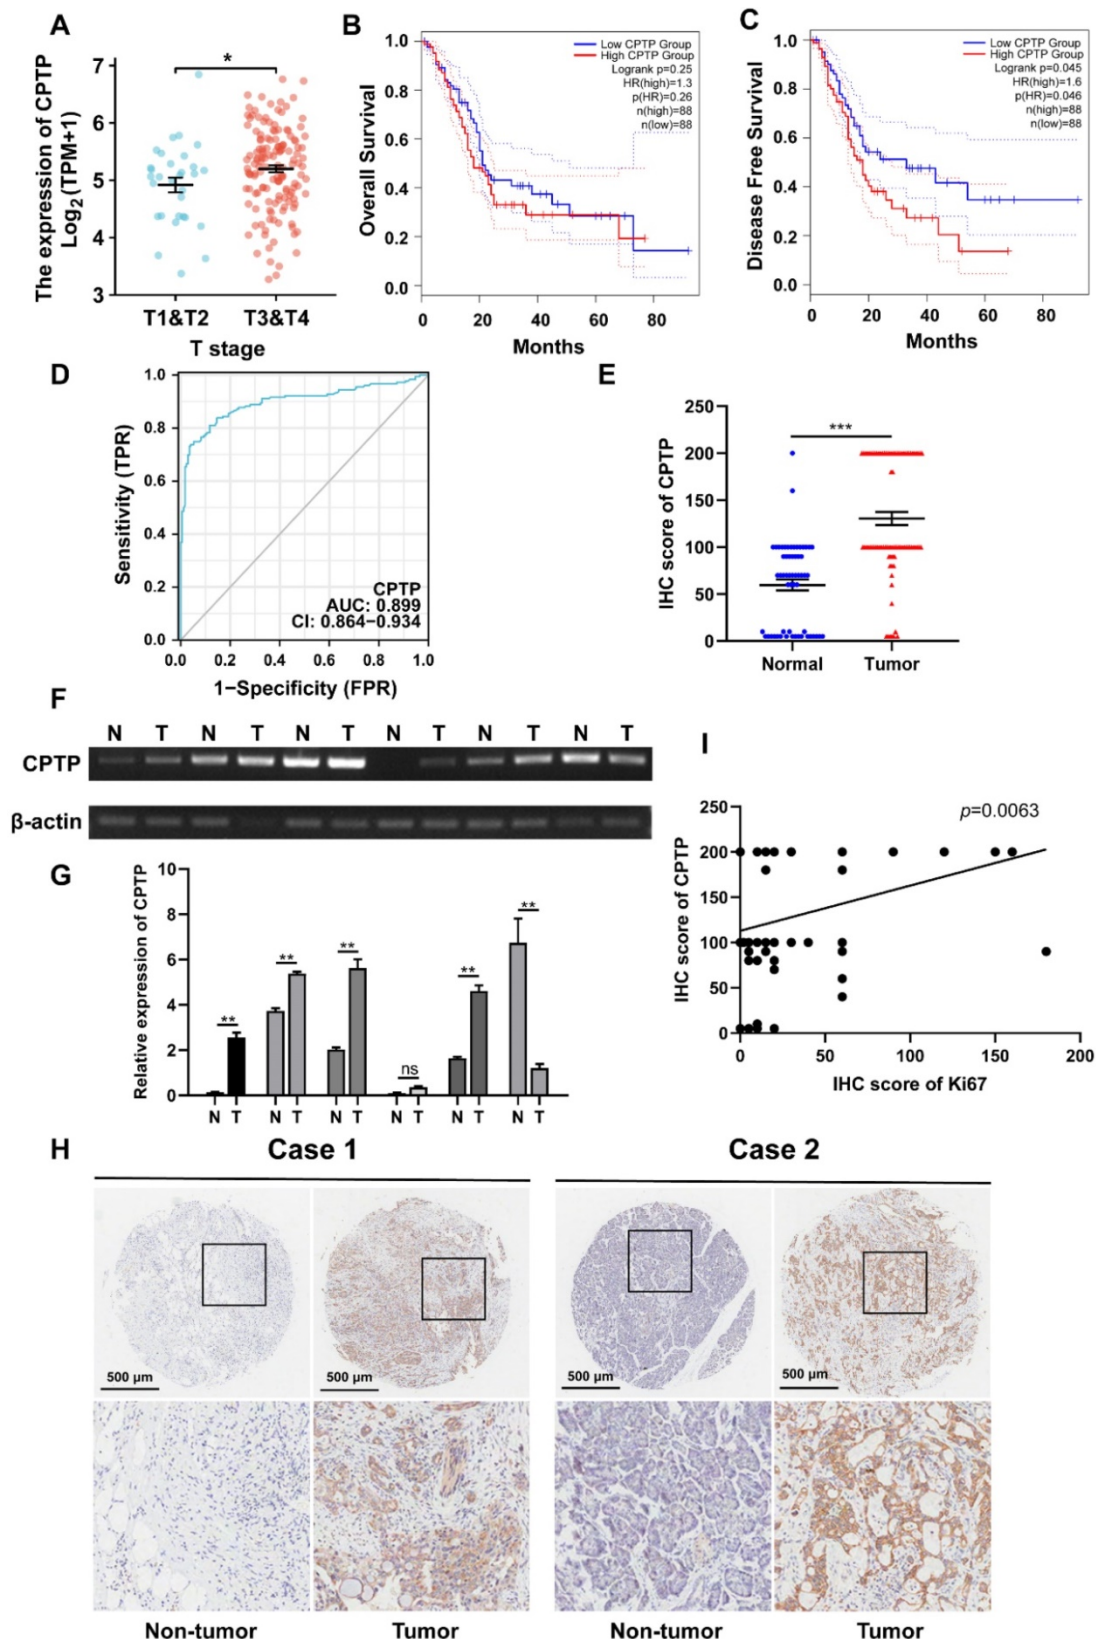 A
The expression of CPTP
Log2 (TPM+1)
7
6
5
4
3
*
T1&T2 T3&T4
T stage
B
Overall Survival
1.0
0.8
0.6
0.4
0.2
0.0
Low CPTP Group
High CPTP Group
Logrank p=0.25
HR(high)=1.3
p(HR)=0.26
n(high)=88
n(low)=88
0 20 40 60 80
Months
C
Disease Free Survival
1.0
0.8
0.6
0.4
0.2
0.0
Low CPTP Group
High CPTP Group
Logrank p=0.045
HR(high)=1.6
p(HR)=0.046
n(high)=88
n(low)=88
0 20 40 60 80
Months
D
Sensitivity (TPR)
1.0
0.8
0.6
0.4
0.2
0.0
CPTP
AUC: 0.899
CI: 0.864−0.934
0.0 0.2 0.4 0.6 0.8 1.0
1−Specificity (FPR)
E
IHC score of CPTP
250
200
150
100
50
0
***
Normal Tumor
F
N T N T N T N T N T N T
CPTP
β-actin
G
Relative expression of CPTP
10
8
6
4
2
0
** ** ** ns ** **
N T N T N T N T N T N T
I
IHC score of CPTP
250
200
150
100
50
0
p=0.0063
0 50 100 150 200
IHC score of Ki67
H
Case 1 Case 2
500 µm 500 µm 500 µm 500 µm
Non-tumor Tumor Non-tumor Tumor